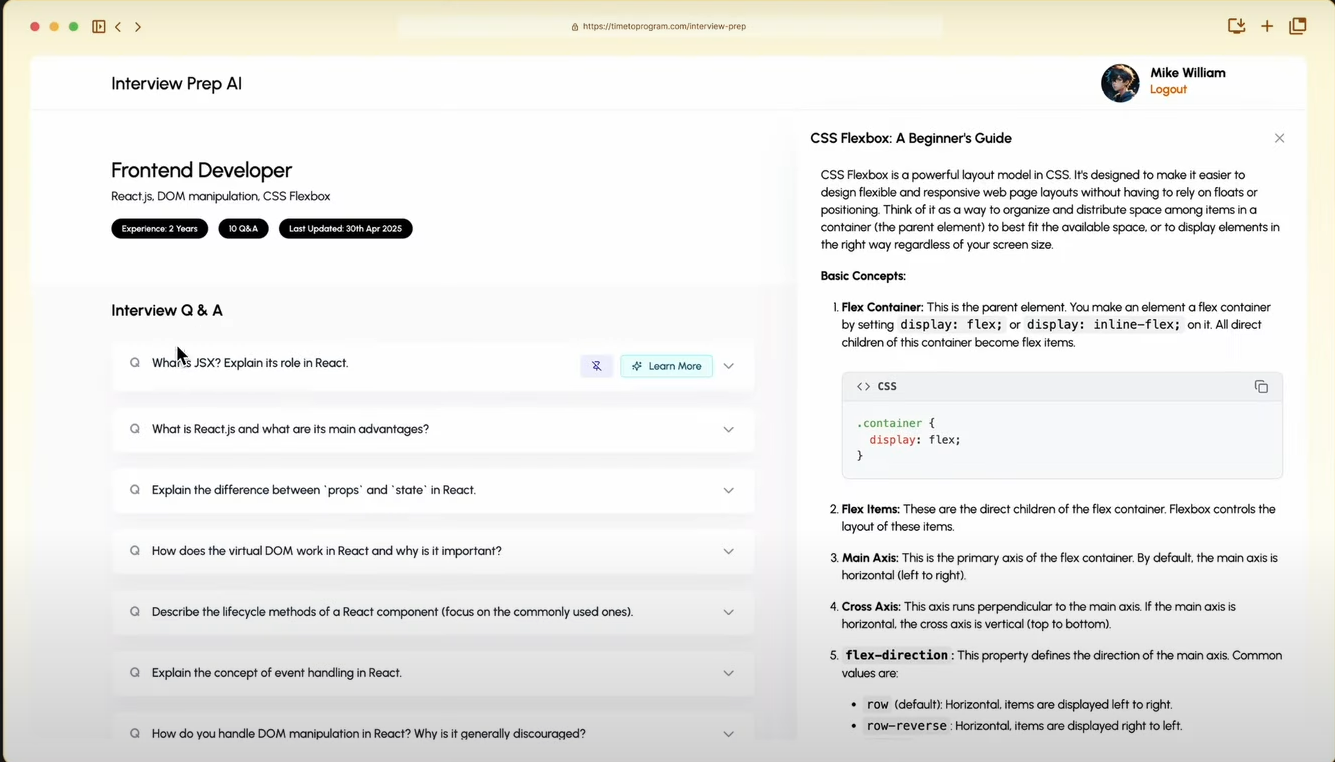 https://timetoprogram.com/interview-prep
Interview Prep AI
Mike William
Logout
Frontend Developer
React.js, DOM manipulation, CSS Flexbox
Experience: 2 Years
10 Q&A
Last Updated: 30th Apr 2025
Interview Q & A
Q What is JSX? Explain its role in React.
Learn More
Q What is React.js and what are its main advantages?
Q Explain the difference between `props` and `state` in React.
Q How does the virtual DOM work in React and why is it important?
Q Describe the lifecycle methods of a React component (focus on the commonly used ones).
Q Explain the concept of event handling in React.
Q How do you handle DOM manipulation in React? Why is it generally discouraged?
CSS Flexbox: A Beginner's Guide
CSS Flexbox is a powerful layout model in CSS. It's designed to make it easier to
design flexible and responsive web page layouts without having to rely on floats or
positioning. Think of it as a way to organize and distribute space among items in a
container (the parent element) to best fit the available space, or to display elements in
the right way regardless of your screen size.
Basic Concepts:
1. Flex Container: This is the parent element. You make an element a flex container
by setting display: flex; or display: inline-flex; on it. All direct
children of this container become flex items.
<> CSS
.container {
display: flex;
}
2. Flex Items: These are the direct children of the flex container. Flexbox controls the
layout of these items.
3. Main Axis: This is the primary axis of the flex container. By default, the main axis is
horizontal (left to right).
4. Cross Axis: This axis runs perpendicular to the main axis. If the main axis is
horizontal, the cross axis is vertical (top to bottom).
5. flex-direction: This property defines the direction of the main axis. Common
values are:
• row (default): Horizontal, items are displayed left to right.
• row-reverse: Horizontal, items are displayed right to left.